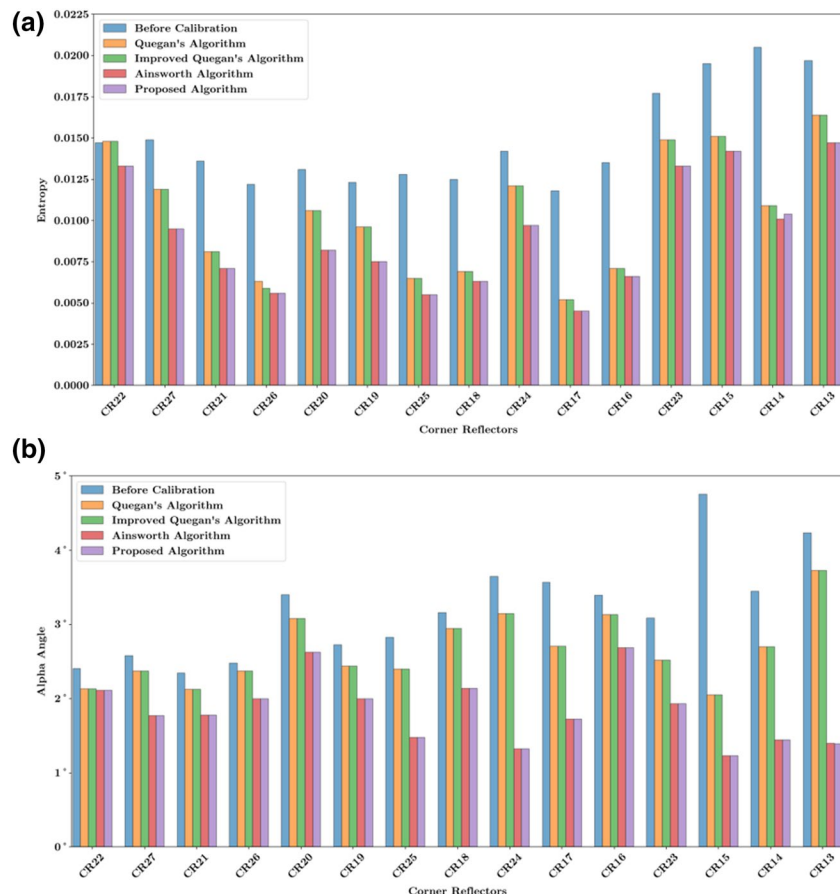 (a)
0.0225
0.0200
0.0175
0.0150
0.0125
0.0100
0.0075
0.0050
0.0025
0.0000
Entropy
Before Calibration
Quegan's Algorithm
Improved Quegan's Algorithm
Ainsworth Algorithm
Proposed Algorithm
CR22 CR27 CR21 CR26 CR20 CR19 CR25 CR18 CR24 CR17 CR16 CR23 CR15 CR14 CR13
Corner Reflectors
(b)
5°
4°
3°
2°
1°
0°
Alpha Angle
Before Calibration
Quegan's Algorithm
Improved Quegan's Algorithm
Ainsworth Algorithm
Proposed Algorithm
CR22 CR27 CR21 CR26 CR20 CR19 CR25 CR18 CR24 CR17 CR16 CR23 CR15 CR14 CR13
Corner Reflectors